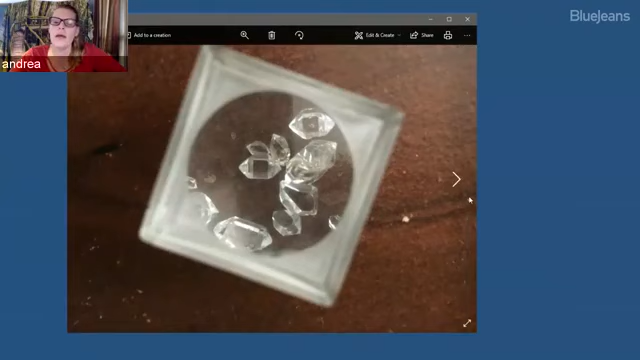 BlueJeans
Add to a creation
Edit & Create
Share
andrea